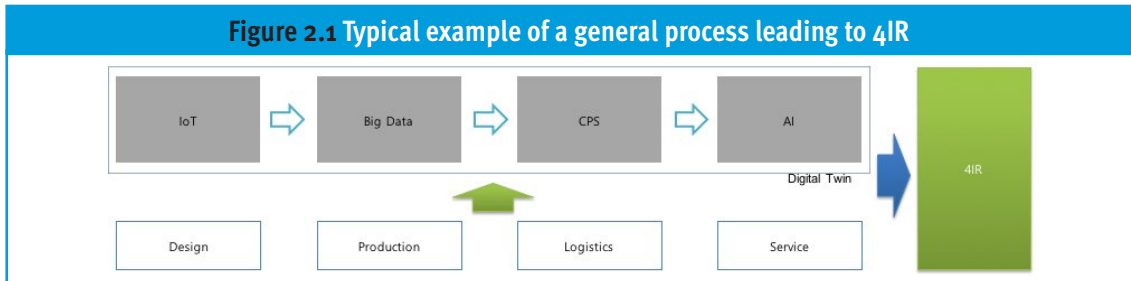 Figure 2.1 Typical example of a general process leading to 4IR
IoT
Big Data
CPS
AI
Digital Twin
4IR
Design
Production
Logistics
Service